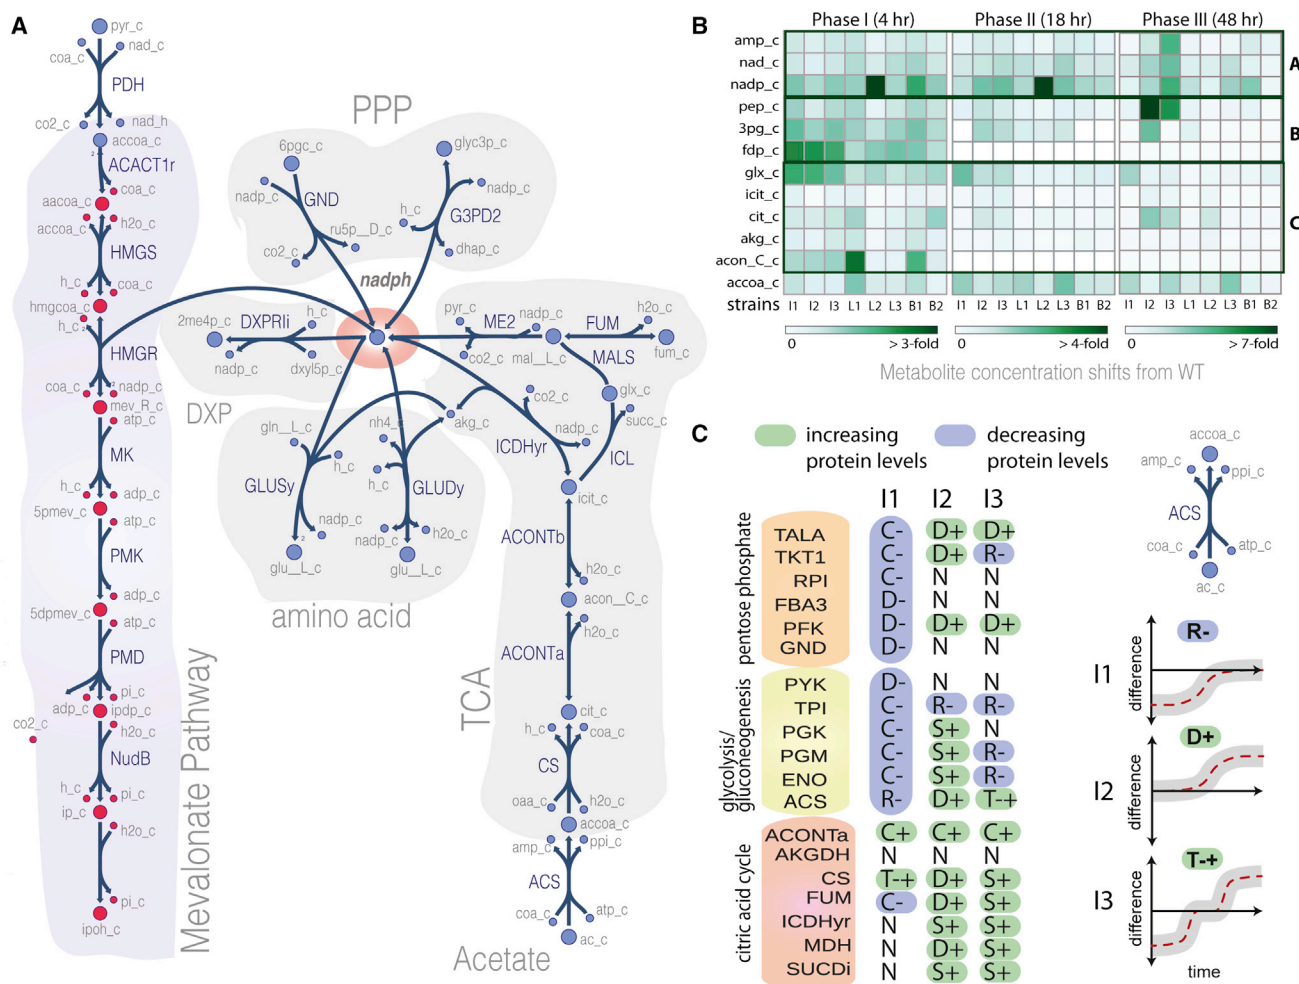 A
pyr_c
coa_c
nad_c
PDH
co2_c
nad_h
accoa_c
2
ACACT1r
coa_c
aacoa_c
accoa_c
h2o_c
HMGS
h_c
coa_c
hmgcoa_c
h_c
2
HMGR
coa_c
nadp_c
2
mev_R_c
atp_c
MK
h_c
adp_c
5pmev_c
atp_c
PMK
adp_c
5dpmev_c
atp_c
PMD
pi_c
adp_c
ipdp_c
co2_c
h2o_c
NudB
h_c
pi_c
ip_c
h2o_c
pi_c
ipoh_c
Mevalonate Pathway
PPP
6pgc_c
glyc3p_c
nadp_c
GND
nadp_c
h_c
G3PD2
ru5p__D_c
co2_c
dhap_c
nadph
2me4p_c
DXPRIi
h_c
nadp_c
dxyl5p_c
DXP
pyr_c
ME2
nadp_c
FUM
h2o_c
co2_c
mal__L_c
MALS
fum_c
gln__L_c
nh4_c
akg_c
h_c
h_c
GLUSy
GLUDy
nadp_c
nadp_c
h2o_c
2
glu__L_c
glu__L_c
amino acid
co2_c
glx_c
succ_c
ICDHyr
nadp_c
ICL
icit_c
ACONTb
h2o_c
acon__C_c
h2o_c
ACONTa
TCA
cit_c
h_c
coa_c
CS
oaa_c
h2o_c
accoa_c
amp_c
ppi_c
ACS
coa_c
atp_c
Acetate
ac_c
B
Phase I (4 hr)
Phase II (18 hr)
Phase III (48 hr)
amp_c
nad_c
nadp_c
pep_c
3pg_c
fdp_c
glx_c
icit_c
cit_c
akg_c
acon_C_c
accoa_c
A
B
C
strains
I1 I2 I3 L1 L2 L3 B1 B2
I1 I2 I3 L1 L2 L3 B1 B2
I1 I2 I3 L1 L2 L3 B1 B2
0 > 3-fold
0 >4-fold
0 > 7-fold
Metabolite concentration shifts from WT
C
increasing
protein levels
decreasing
protein levels
I1 I2 I3
pentose phosphate
TALA C- D+ D+
TKT1 C- D+ R-
RPI C- N N
FBA3 D- N N
PFK D- D+ D+
GND D- N N
glycolysis/
gluconeogenesis
PYK D- N N
TPI C- R- R-
PGK C- S+ N
PGM C- S+ R-
ENO C- S+ R-
ACS R- D+ T-+
citric acid cycle
ACONTa C+ C+ C+
AKGDH N N N
CS T-+ D+ S+
FUM C- D+ S+
ICDHyr N S+ S+
MDH N D+ S+
SUCDi N S+ S+
accoa_c
amp_c
ppi_c
ACS
coa_c
atp_c
ac_c
R-
I1
difference
D+
I2
difference
T-+
I3
difference
time